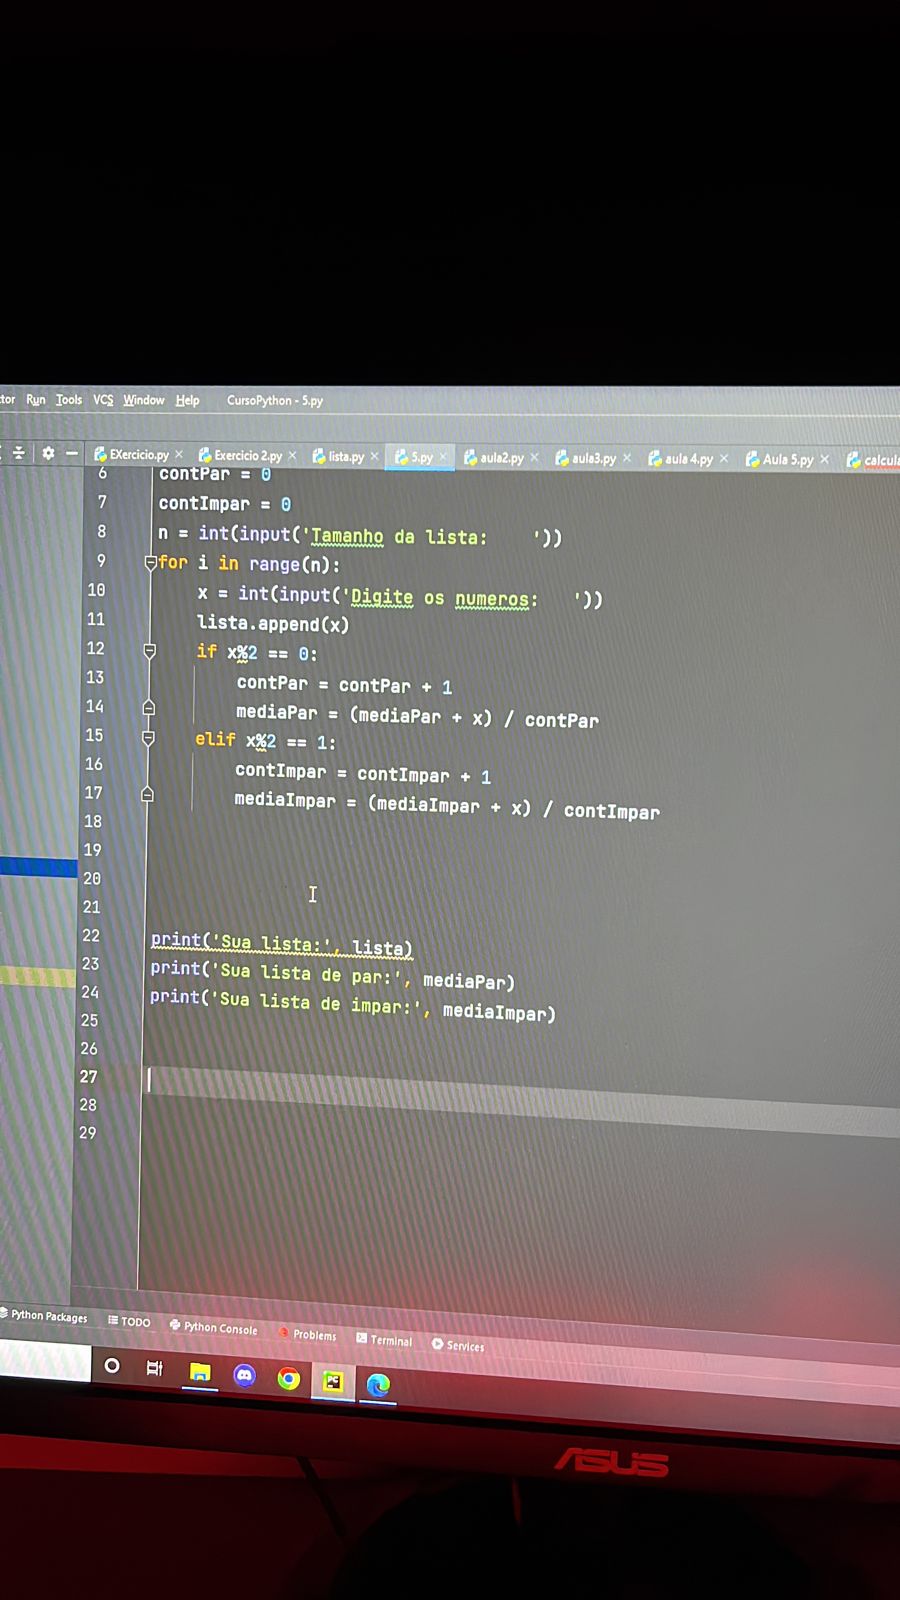 Run Tools VCS Window Help CursoPython - 5.py
EXercicio.py Exercicio 2.py lista.py 5.py aula2.py aula3.py aula 4.py Aula 5.py
6 contPar = 0
7 contImpar = 0
8 n = int(input('Tamanho da lista:    '))
9 for i in range(n):
10 x = int(input('Digite os numeros:   '))
11 lista.append(x)
12 if x%2 == 0:
13 contPar = contPar + 1
14 mediaPar = (mediaPar + x) / contPar
15 elif x%2 == 1:
16 contImpar = contImpar + 1
17 mediaImpar = (mediaImpar + x) / contImpar
18
19
20
21
22 print('Sua lista:', lista)
23 print('Sua lista de par:', mediaPar)
24 print('Sua lista de impar:', mediaImpar)
25
26
27
28
29
Python Packages TODO Python Console Problems Terminal Services
PC
ASUS